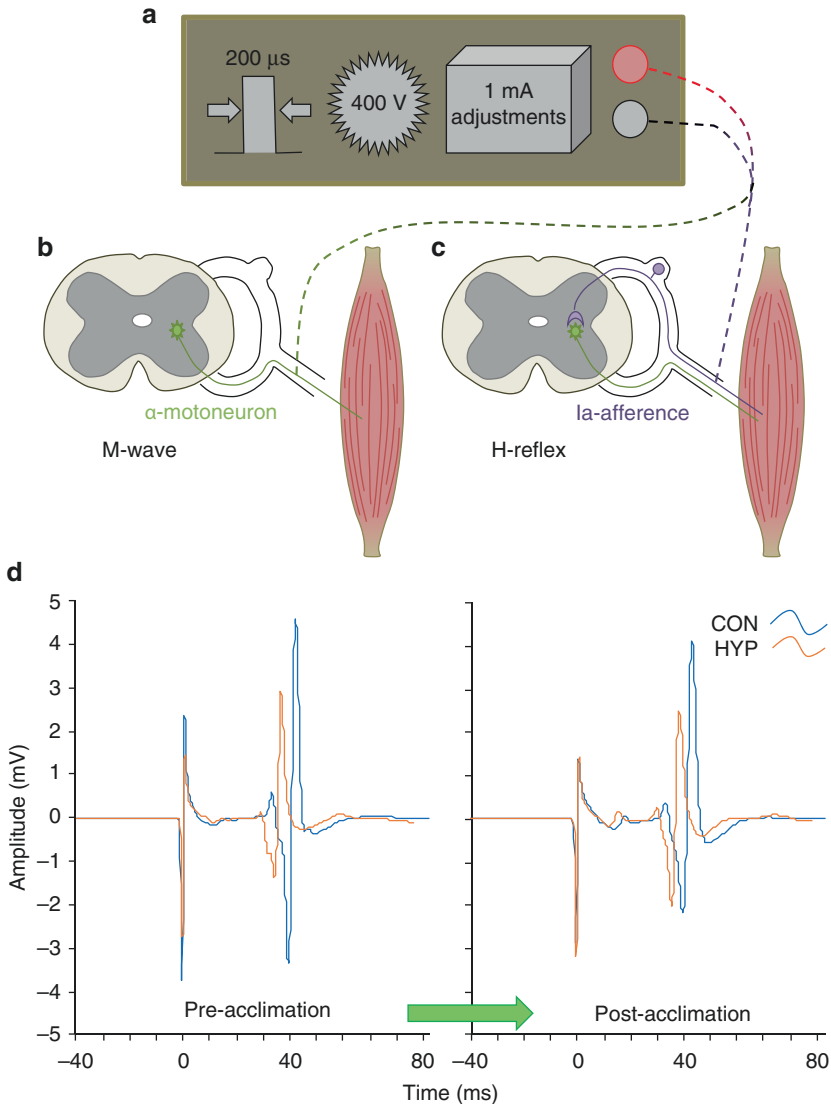 a
200 µs
400 V
1 mA
adjustments
b
c
α-motoneuron
Ia-afference
M-wave
H-reflex
d
5
4
3
2
1
0
–1
–2
–3
–4
–5
Amplitude (mV)
CON
HYP
Pre-acclimation
Post-acclimation
–40
0
40
80
–40
0
40
80
Time (ms)